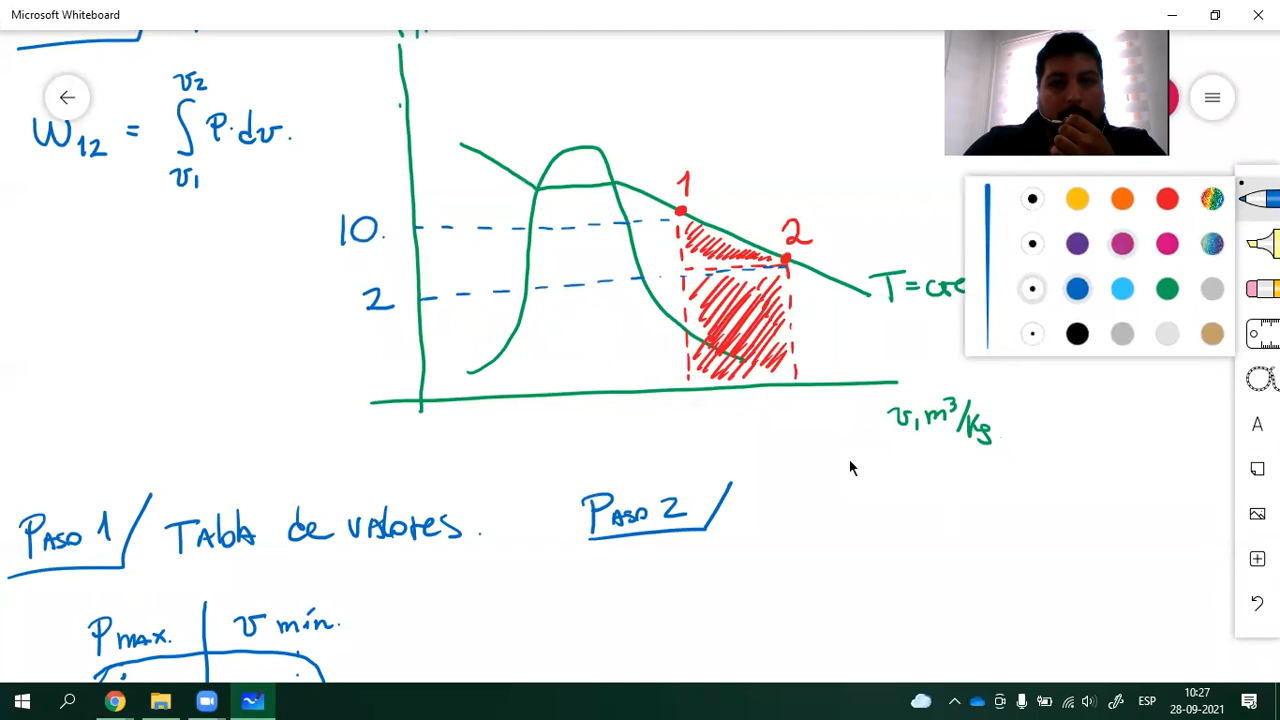 Microsoft Whiteboard
W12 = ∫ P·dv.
v2
v1
1
2
10.
2
T=cte
v, m³/kg
Paso 1/ Tabla de valores.
Paso 2/
Pmax. v mín.
ESP
10:27
28-09-2021